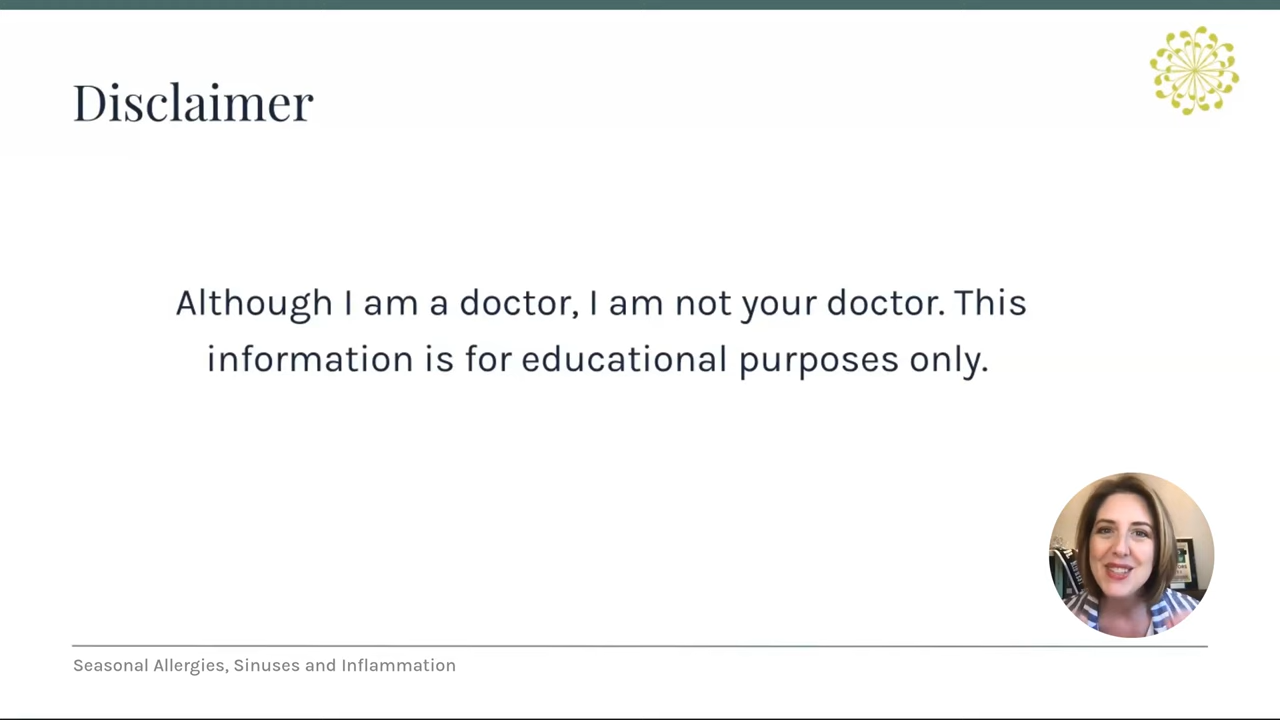 Disclaimer
Although I am a doctor, I am not your doctor. This
information is for educational purposes only.
Seasonal Allergies, Sinuses and Inflammation